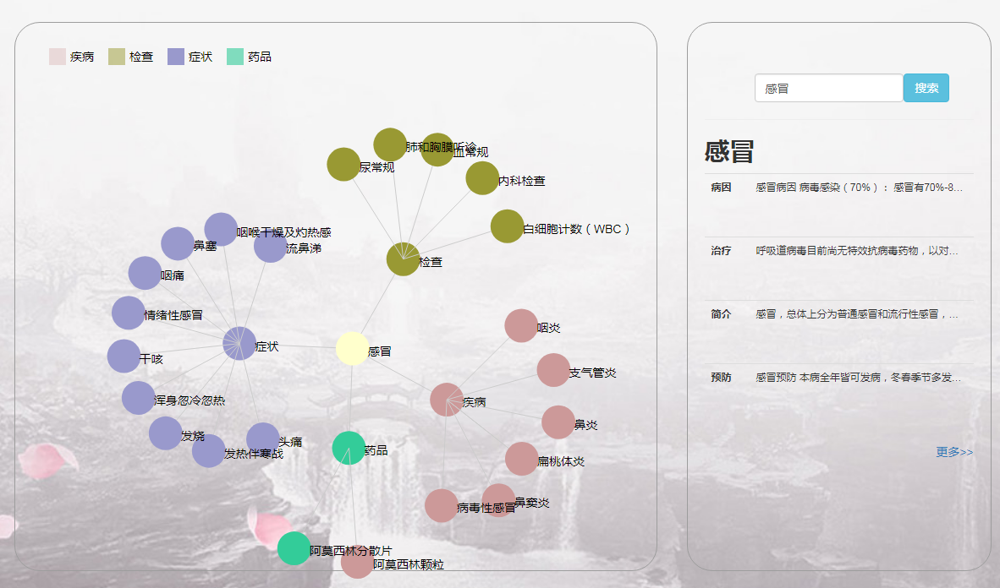 疾病 检查 症状 药品
肺和胸膜听诊
血常规
尿常规
内科检查
白细胞计数（WBC）
检查
咽喉干燥及灼热感
流鼻涕
鼻塞
咽痛
情绪性感冒
干咳
浑身忽冷忽热
发烧
发热伴寒战
头痛
症状
感冒
咽炎
支气管炎
疾病
鼻炎
扁桃体炎
鼻窦炎
病毒性感冒
药品
阿莫西林分散片
阿莫西林颗粒
感冒 搜索
感冒
病因 感冒病因 病毒感染（70%）： 感冒有70%-8...
治疗 呼吸道病毒目前尚无特效抗病毒药物，以对...
简介 感冒，总体上分为普通感冒和流行性感冒，...
预防 感冒预防 本病全年皆可发病，冬春季节多发...
更多>>